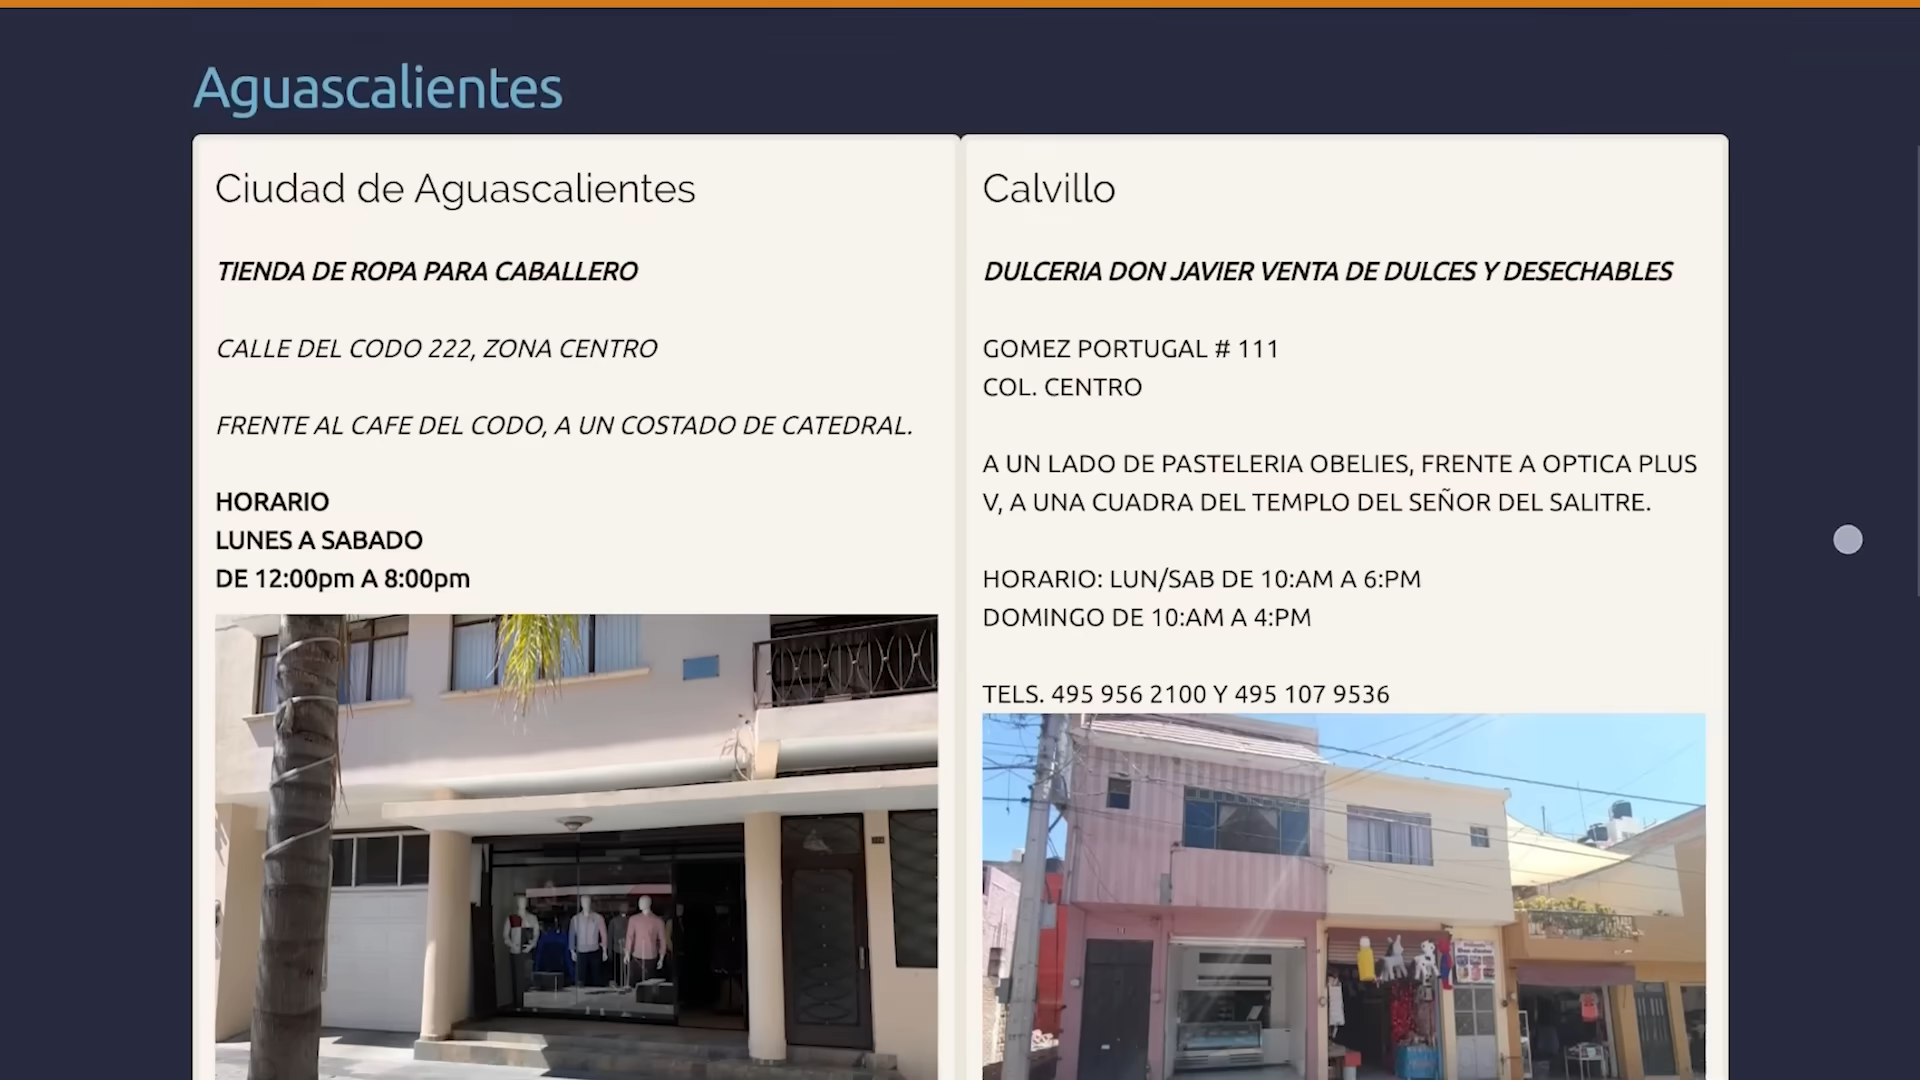 Aguascalientes
Ciudad de Aguascalientes
TIENDA DE ROPA PARA CABALLERO
CALLE DEL CODO 222, ZONA CENTRO
FRENTE AL CAFE DEL CODO, A UN COSTADO DE CATEDRAL.
HORARIO
LUNES A SABADO
DE 12:00pm A 8:00pm
Calvillo
DULCERIA DON JAVIER VENTA DE DULCES Y DESECHABLES
GOMEZ PORTUGAL # 111
COL. CENTRO
A UN LADO DE PASTELERIA OBELIES, FRENTE A OPTICA PLUS
V, A UNA CUADRA DEL TEMPLO DEL SEÑOR DEL SALITRE.
HORARIO: LUN/SAB DE 10:AM A 6:PM
DOMINGO DE 10:AM A 4:PM
TELS. 495 956 2100 Y 495 107 9536